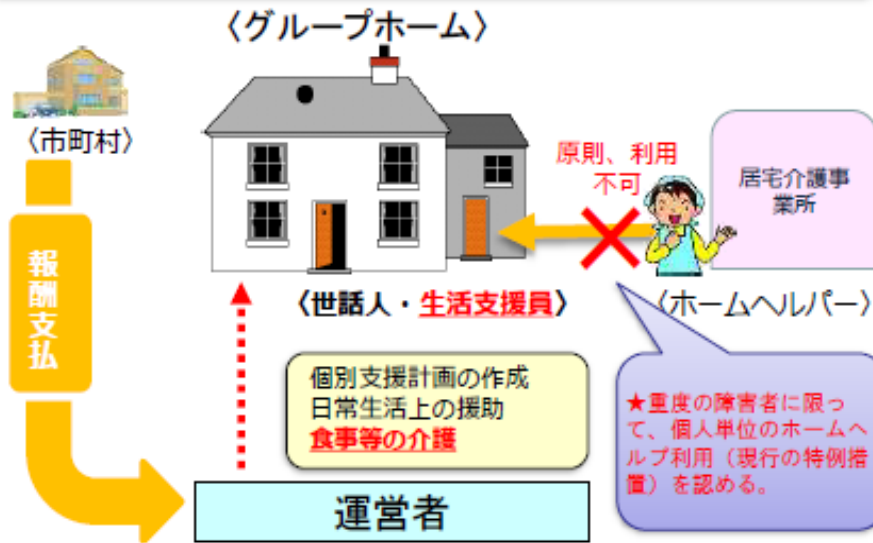 〈グループホーム〉
〈市町村〉
原則、利用
不可
居宅介護事
業所
報酬支払
〈世話人・生活支援員〉
〈ホームヘルパー〉
個別支援計画の作成
日常生活上の援助
食事等の介護
★重度の障害者に限っ
て、個人単位のホームヘ
ルプ利用（現行の特例措
置）を認める。
運営者